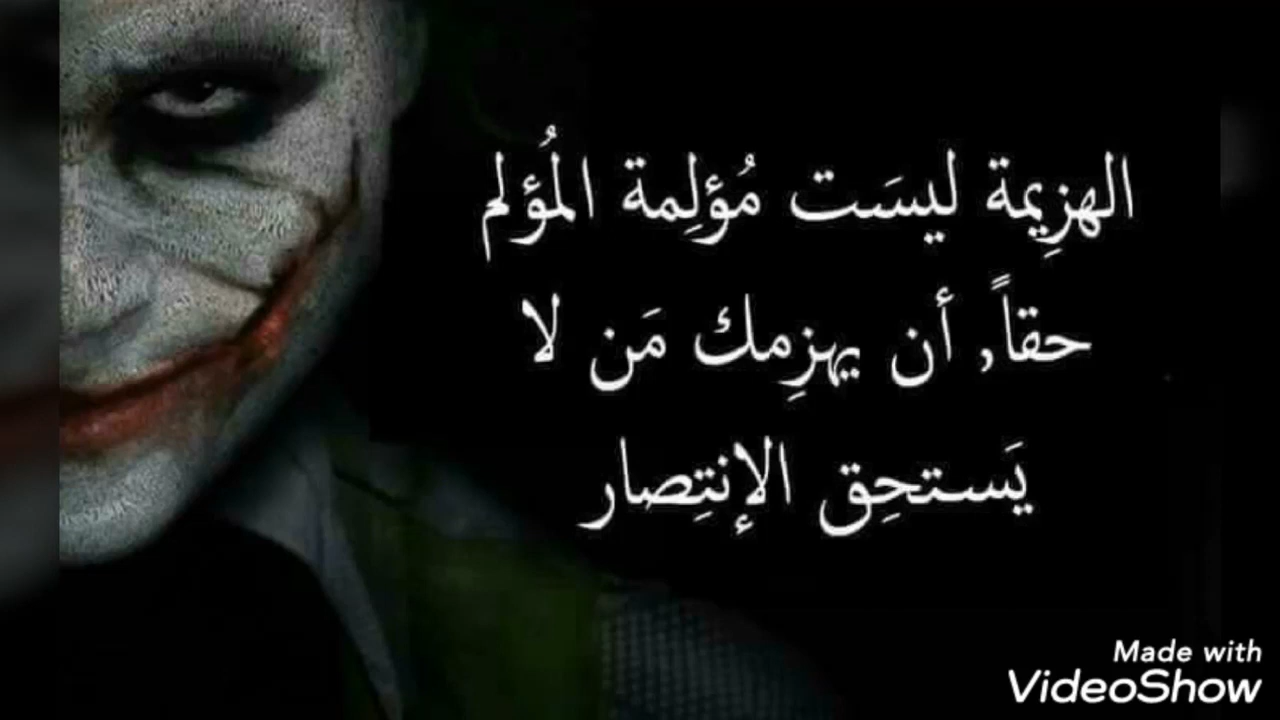 الهزِيمة ليسَت مُؤلِمة المُؤلم
حقاً, أن يهزِمك مَن لا
يَستحِق الإنتِصار
Made with
VideoShow